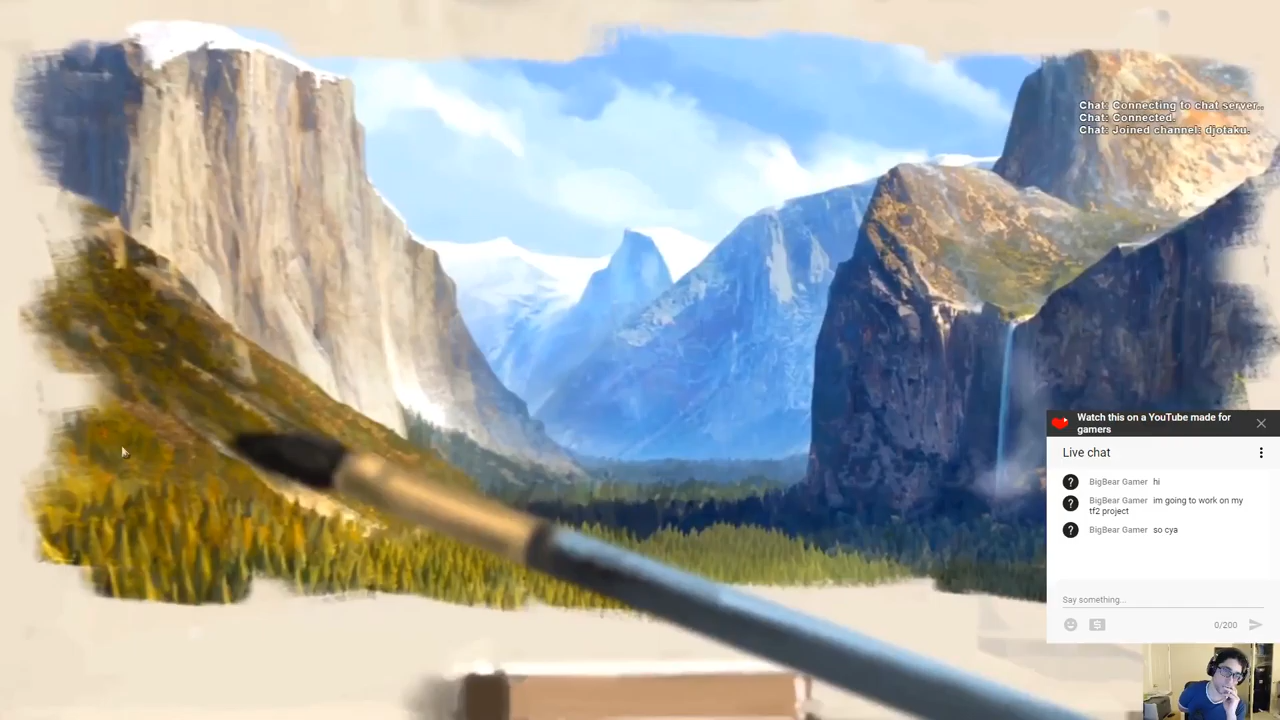 Chat: Connecting to chat server..
Chat: Connected.
Chat: Joined channel: djotaku.
Watch this on a YouTube made for
gamers
Live chat
BigBear Gamer hi
BigBear Gamer im going to work on my
tf2 project
BigBear Gamer so cya
Say something...
0/200